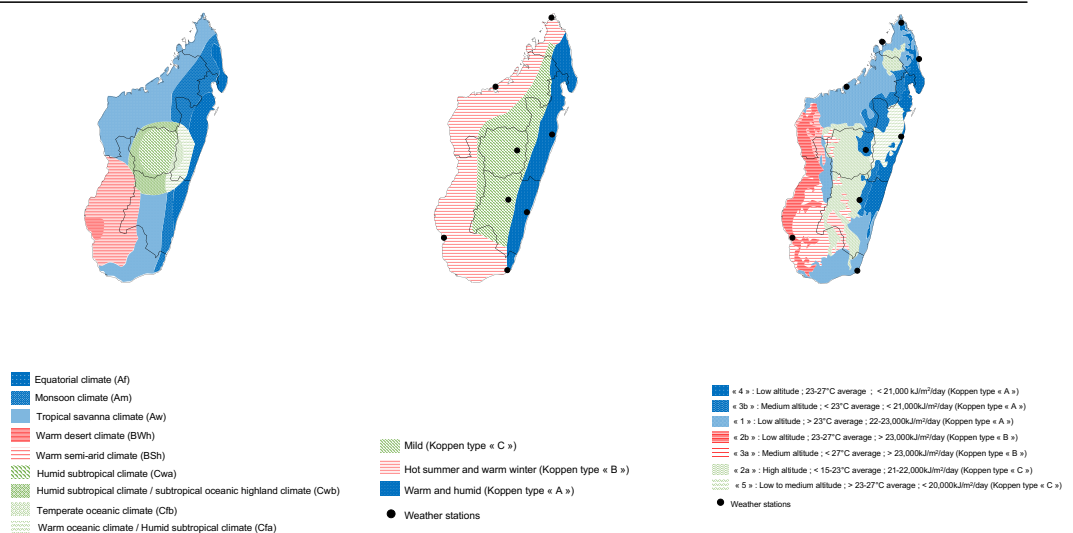 Equatorial climate (Af)
Monsoon climate (Am)
Tropical savanna climate (Aw)
Warm desert climate (BWh)
Warm semi-arid climate (BSh)
Humid subtropical climate (Cwa)
Humid subtropical climate / subtropical oceanic highland climate (Cwb)
Temperate oceanic climate (Cfb)
Warm oceanic climate / Humid subtropical climate (Cfa)
Mild (Koppen type « C »)
Hot summer and warm winter (Koppen type « B »)
Warm and humid (Koppen type « A »)
Weather stations
« 4 » : Low altitude ; 23-27°C average ; < 21,000 kJ/m²/day (Koppen type « A »)
« 3b » : Medium altitude ; < 23°C average ; < 21,000kJ/m²/day (Koppen type « A »)
« 1 » : Low altitude ; > 23°C average ; 22-23,000kJ/m²/day (Koppen type « A »)
« 2b » : Low altitude ; 23-27°C average ; > 23,000kJ/m²/day (Koppen type « B »)
« 3a » : Medium altitude ; < 27°C average ; > 23,000kJ/m²/day (Koppen type « B »)
« 2a » : High altitude ; < 15-23°C average ; 21-22,000kJ/m²/day (Koppen type « C »)
« 5 » : Low to medium altitude ; > 23-27°C average ; < 20,000kJ/m²/day (Koppen type « C »)
Weather stations